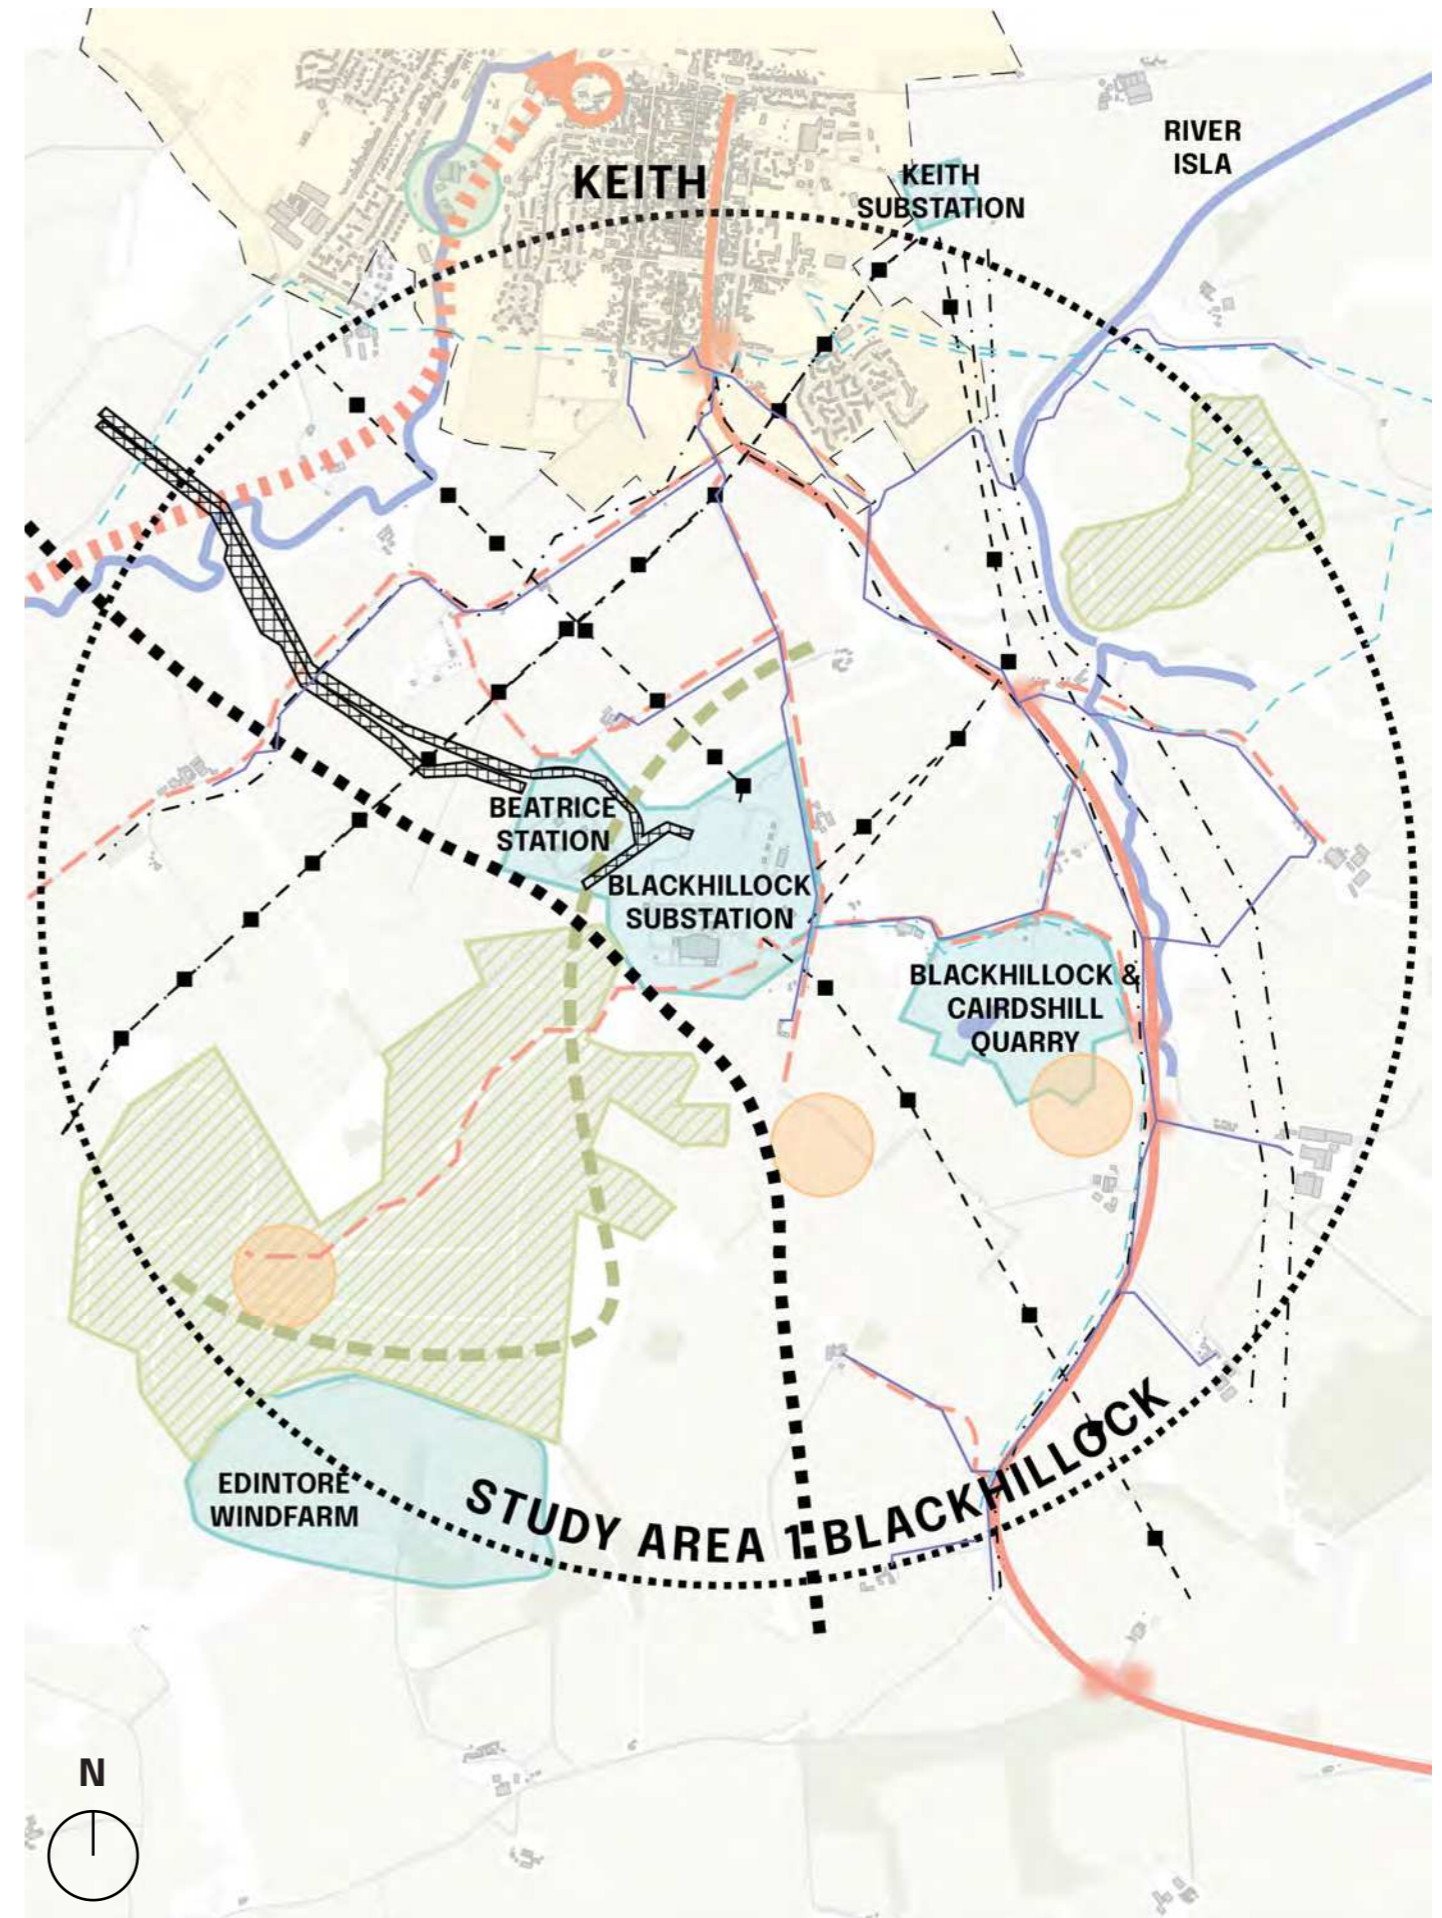 RIVER
ISLA
KEITH
KEITH
SUBSTATION
BEATRICE
STATION
BLACKHILLOCK
SUBSTATION
BLACKHILLOCK &
CAIRDSHILL
QUARRY
EDINTORE
WINDFARM
STUDY AREA 1: BLACKHILLOCK
N